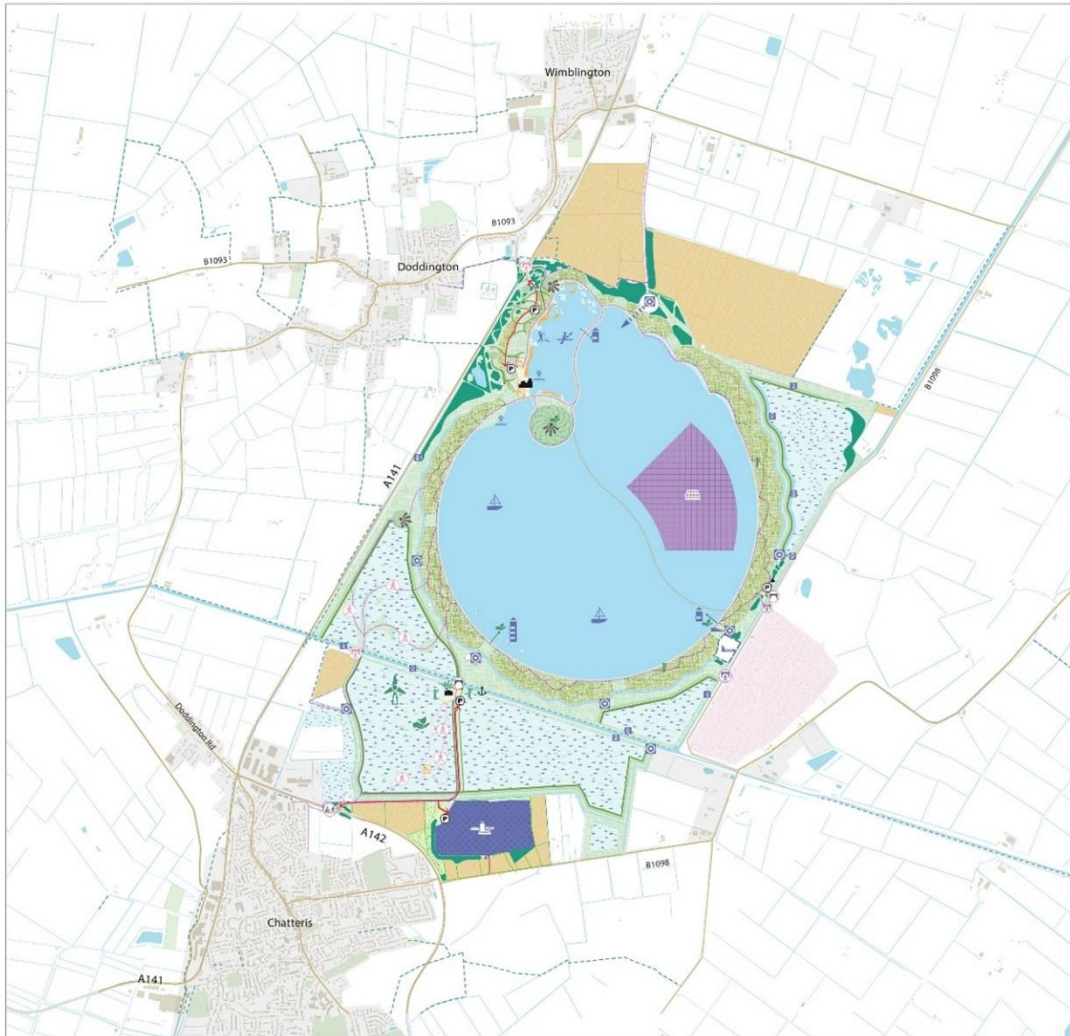 Wimblington
B1093
Doddington
B1093
B1098
A141
Doddington Rd
A142
B1098
Chatteris
A141
P
P
P
P
P